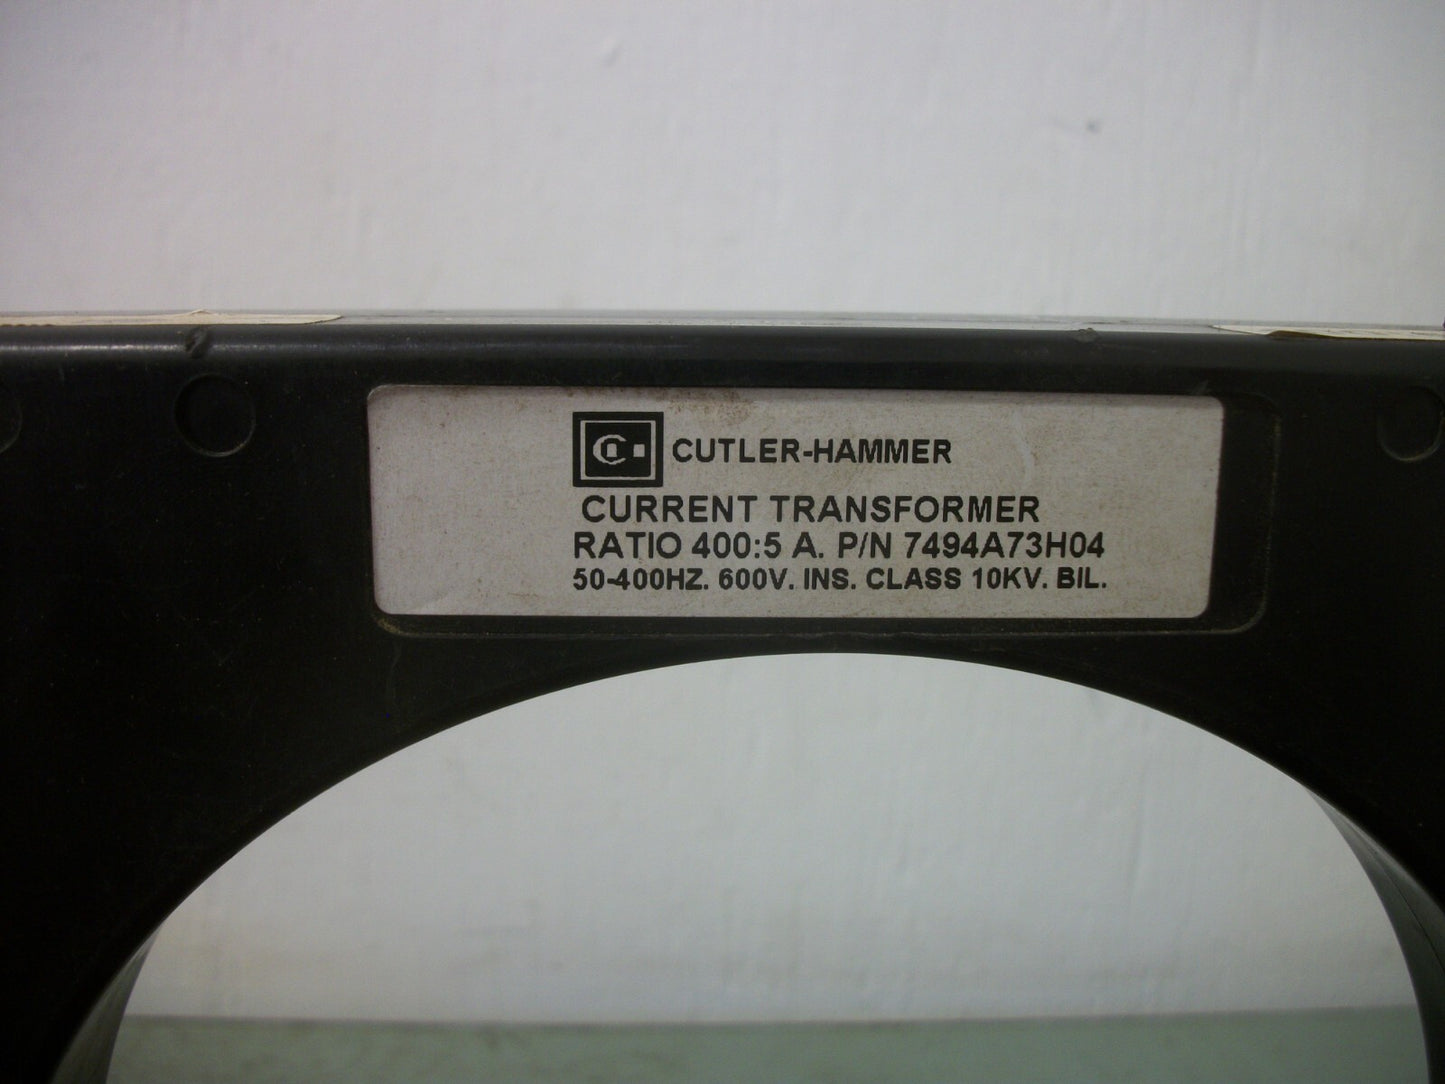 CUTLER-HAMMER
CURRENT TRANSFORMER
RATIO 400:5 A. P/N 7494A73H04
50-400HZ. 600V. INS. CLASS 10KV. BIL.